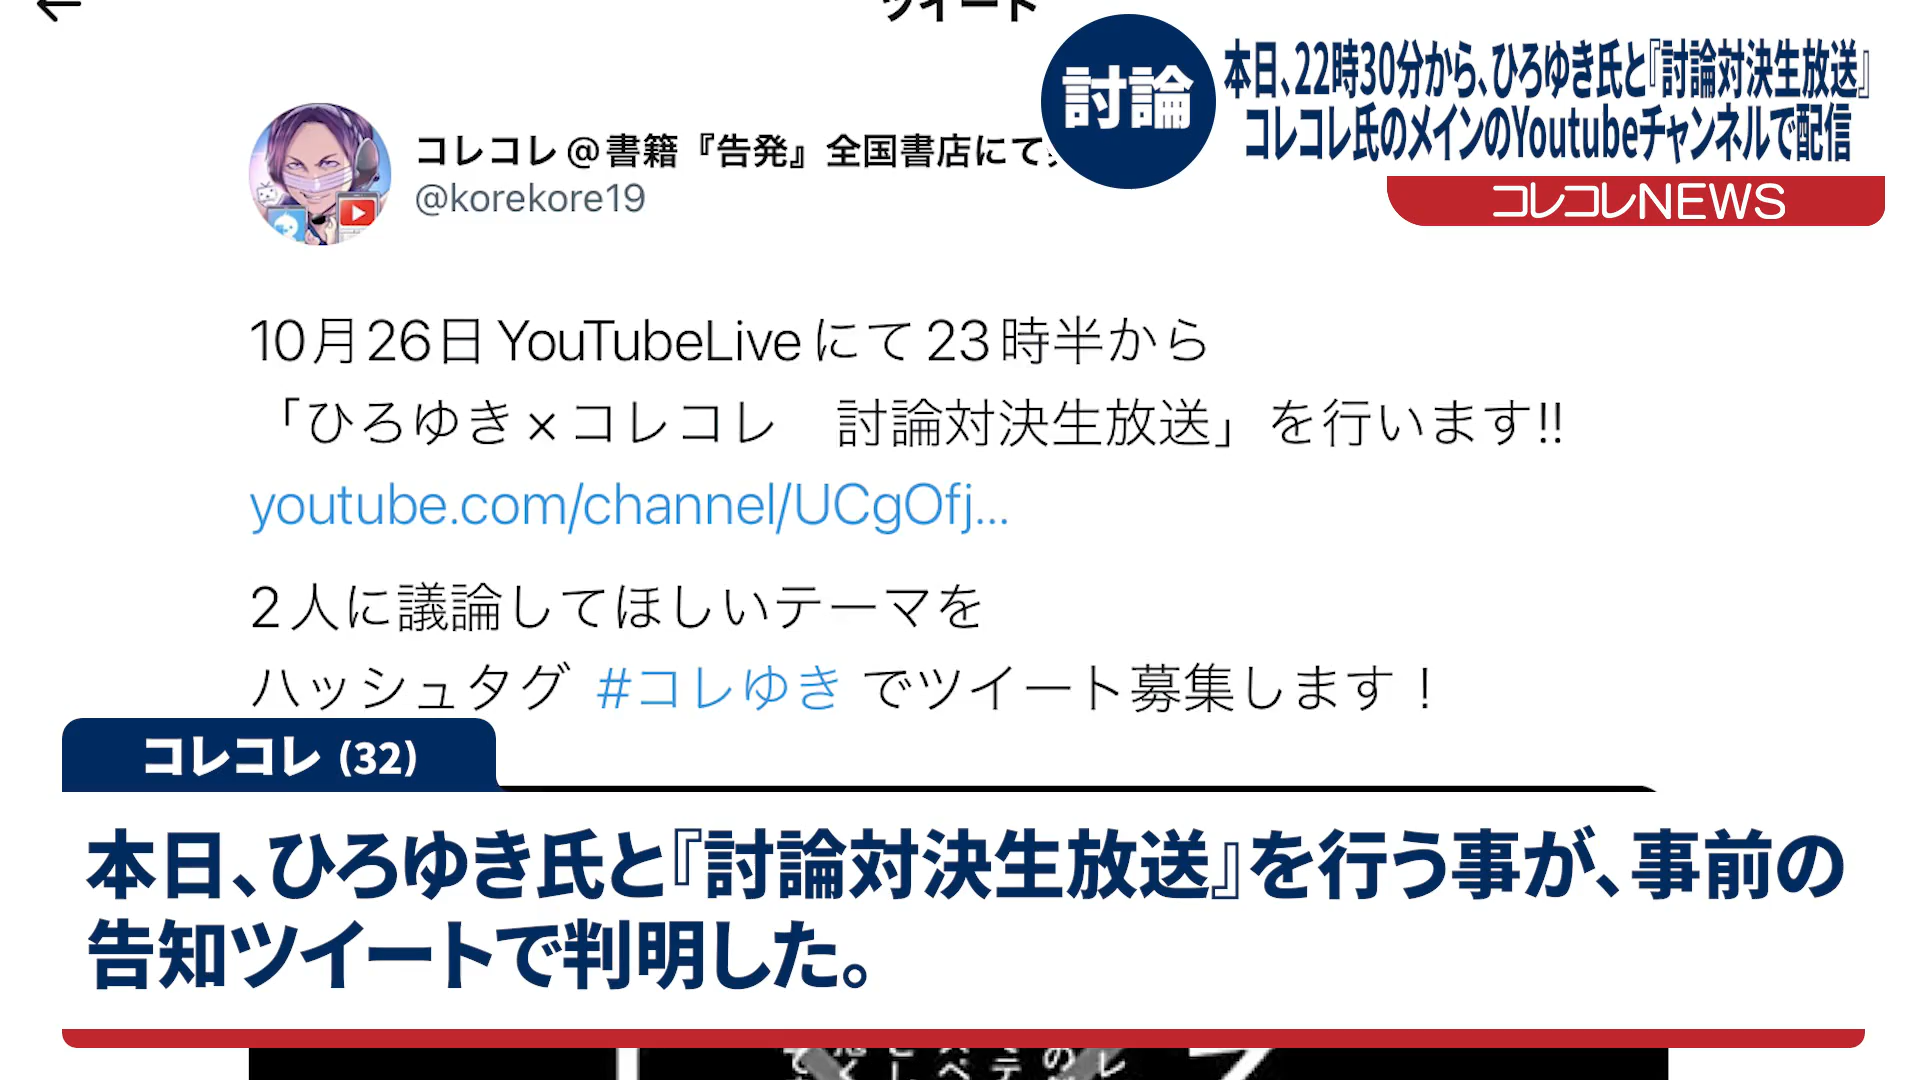 ツイート
討論
本日、22時30分から、ひろゆき氏と『討論対決生放送』
コレコレ氏のメインのYoutubeチャンネルで配信
コレコレNEWS
コレコレ@書籍『告発』全国書店にて
@korekore19
10月26日YouTubeLiveにて23時半から
「ひろゆき×コレコレ　討論対決生放送」を行います!!
youtube.com/channel/UCgOfj...
2人に議論してほしいテーマを
ハッシュタグ #コレゆき でツイート募集します！
コレコレ (32)
本日、ひろゆき氏と『討論対決生放送』を行う事が、事前の
告知ツイートで判明した。